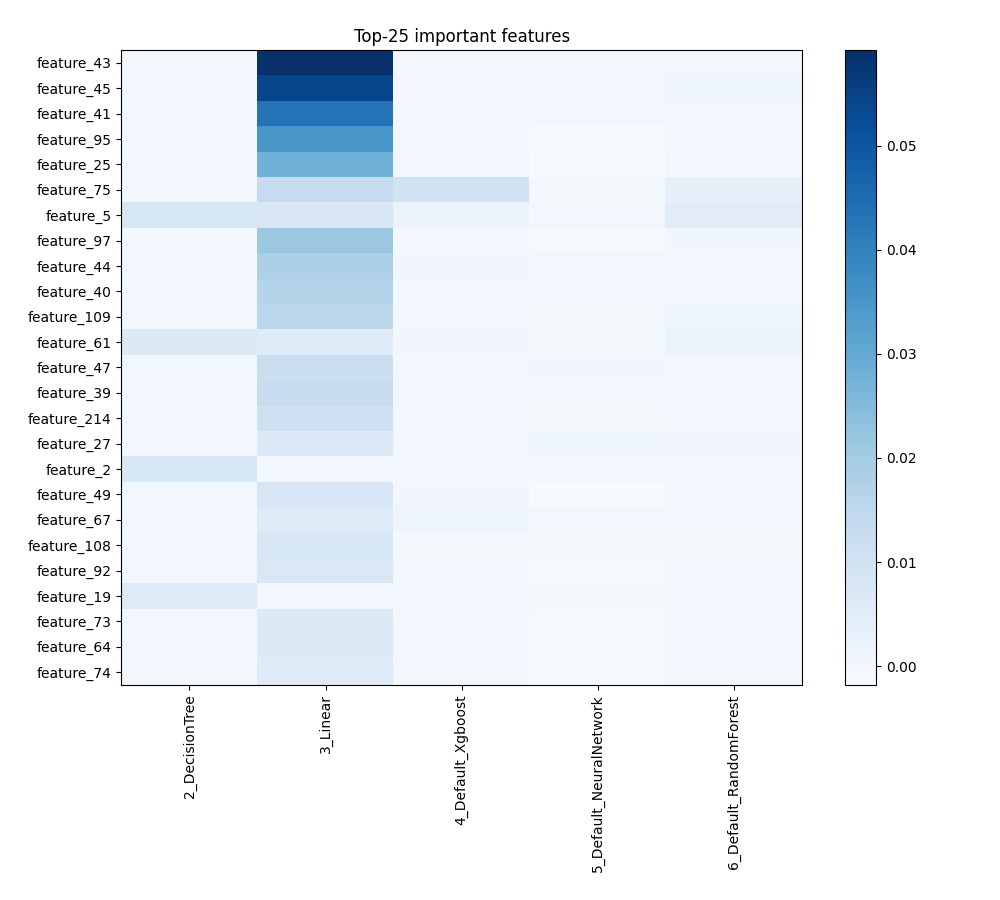 Top-25 important features
feature_43
feature_45
feature_41
feature_95
feature_25
feature_75
feature_5
feature_97
feature_44
feature_40
feature_109
feature_61
feature_47
feature_39
feature_214
feature_27
feature_2
feature_49
feature_67
feature_108
feature_92
feature_19
feature_73
feature_64
feature_74
2_DecisionTree
3_Linear
4_Default_Xgboost
5_Default_NeuralNetwork
6_Default_RandomForest
0.05
0.04
0.03
0.02
0.01
0.00